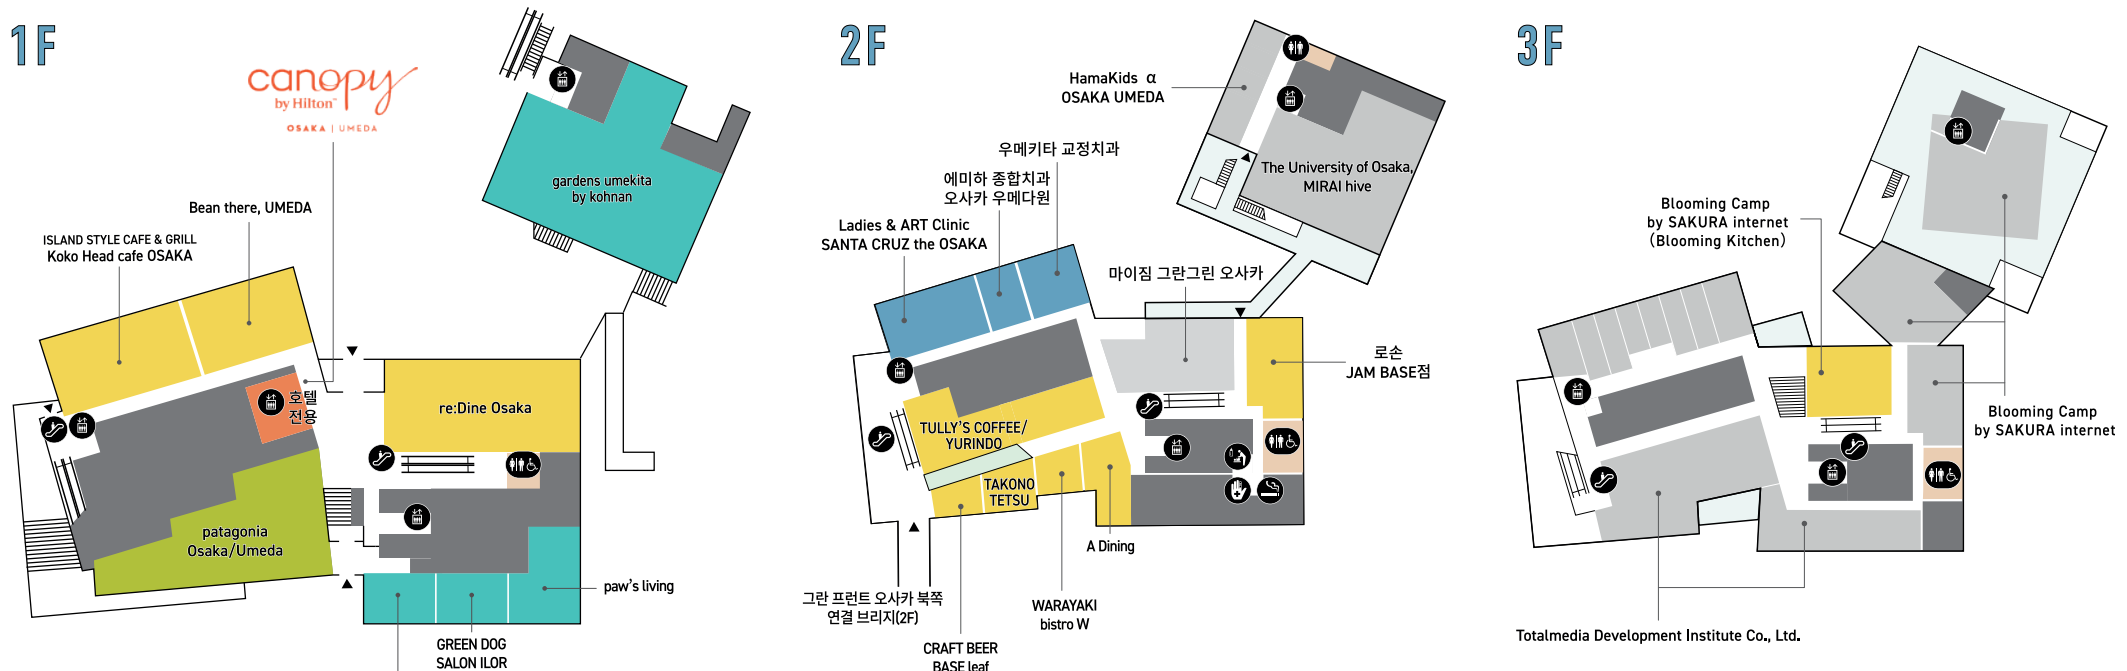 1F
canopy
by Hilton™
OSAKA | UMEDA
gardens umekita
by kohnan
Bean there, UMEDA
ISLAND STYLE CAFE & GRILL
Koko Head cafe OSAKA
호텔
전용
re:Dine Osaka
patagonia
Osaka/Umeda
paw's living
GREEN DOG
SALON ILOR
2F
HamaKids α
OSAKA UMEDA
우메키타 교정치과
에미하 종합치과
오사카 우메다원
Ladies & ART Clinic
SANTA CRUZ the OSAKA
The University of Osaka,
MIRAI hive
마이짐 그란그린 오사카
로손
JAM BASE점
TULLY'S COFFEE/
YURINDO
TAKONO
TETSU
A Dining
그란 프런트 오사카 북쪽
연결 브리지(2F)
WARAYAKI
bistro W
CRAFT BEER
BASE leaf
3F
Blooming Camp
by SAKURA internet
(Blooming Kitchen)
Blooming Camp
by SAKURA internet
Totalmedia Development Institute Co., Ltd.